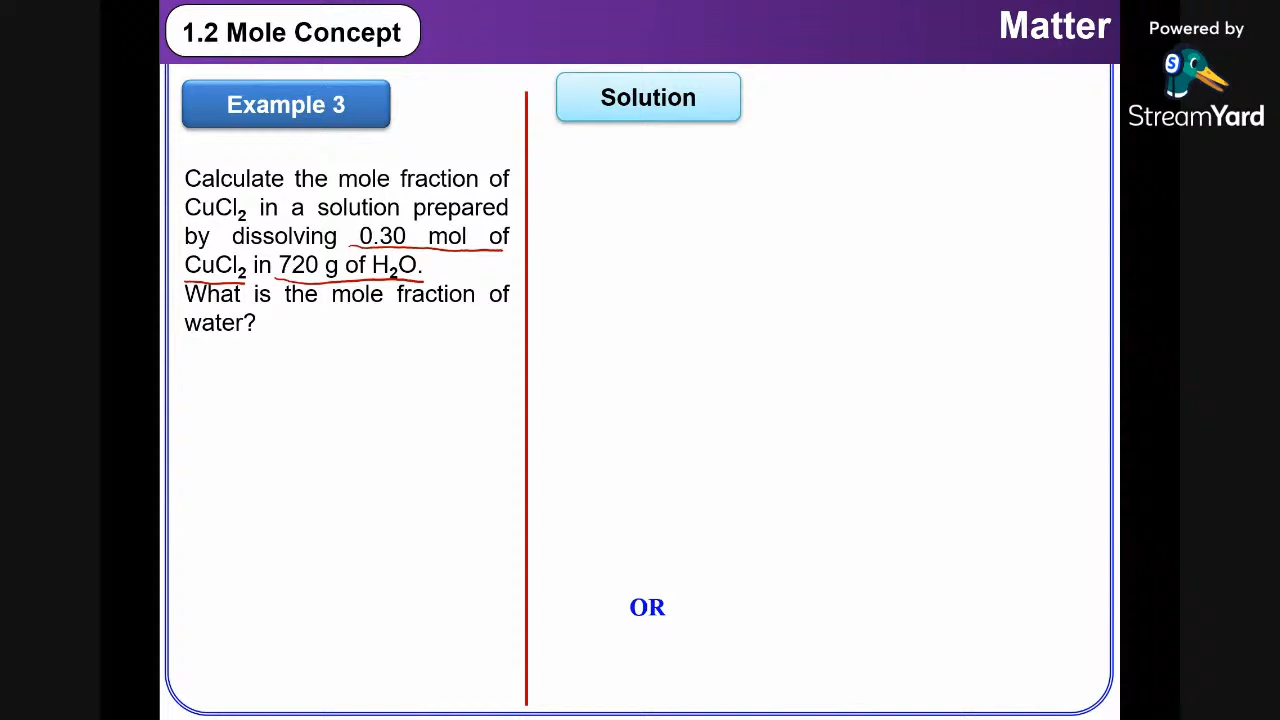 1.2 Mole Concept
Matter
Powered by
StreamYard
Example 3
Solution
Calculate the mole fraction of
CuCl₂ in a solution prepared
by dissolving 0.30 mol of
CuCl₂ in 720 g of H₂O.
What is the mole fraction of
water?
OR